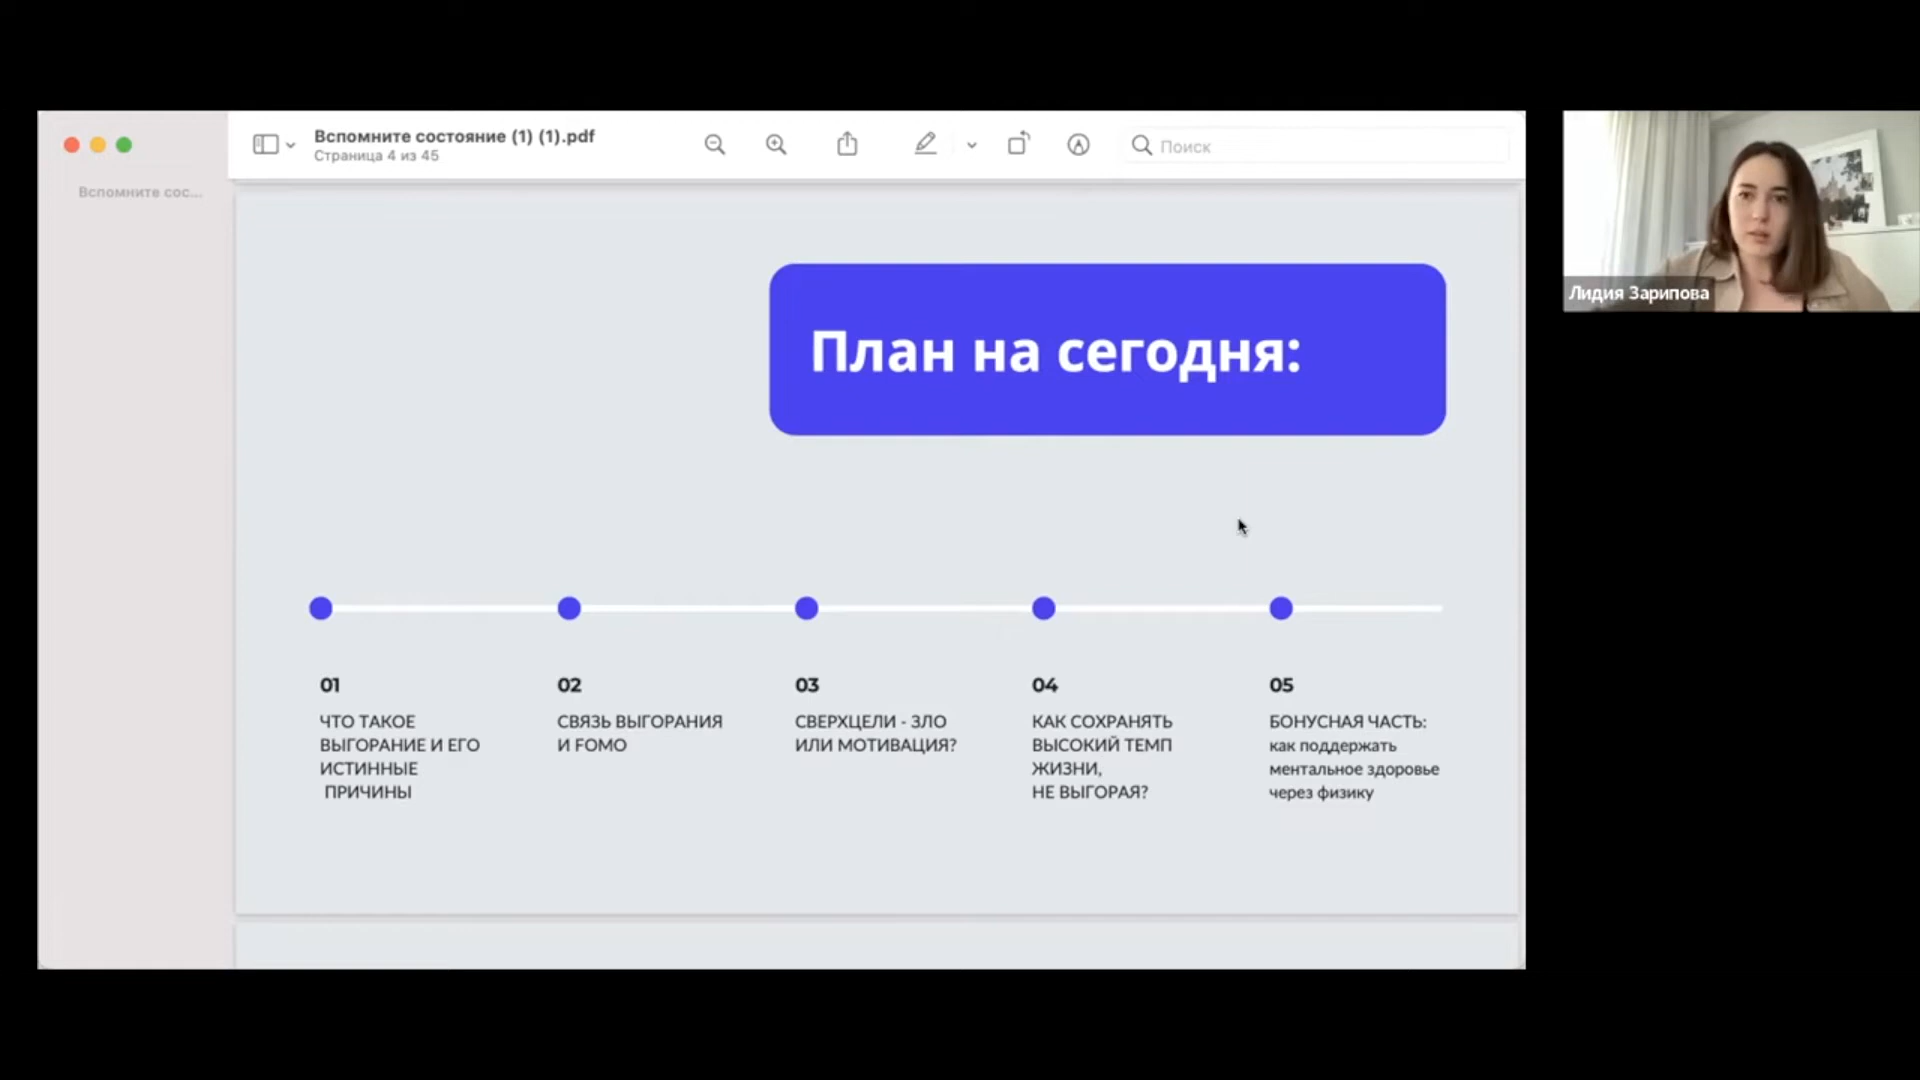 Вспомните состояние (1) (1).pdf
Страница 4 из 45
Поиск
Вспомните сос...
Лидия Зарипова
План на сегодня:
01
ЧТО ТАКОЕ
ВЫГОРАНИЕ И ЕГО
ИСТИННЫЕ
ПРИЧИНЫ
02
СВЯЗЬ ВЫГОРАНИЯ
И FOMO
03
СВЕРХЦЕЛИ - ЗЛО
ИЛИ МОТИВАЦИЯ?
04
КАК СОХРАНЯТЬ
ВЫСОКИЙ ТЕМП
ЖИЗНИ,
НЕ ВЫГОРАЯ?
05
БОНУСНАЯ ЧАСТЬ:
как поддержать
ментальное здоровье
через физику